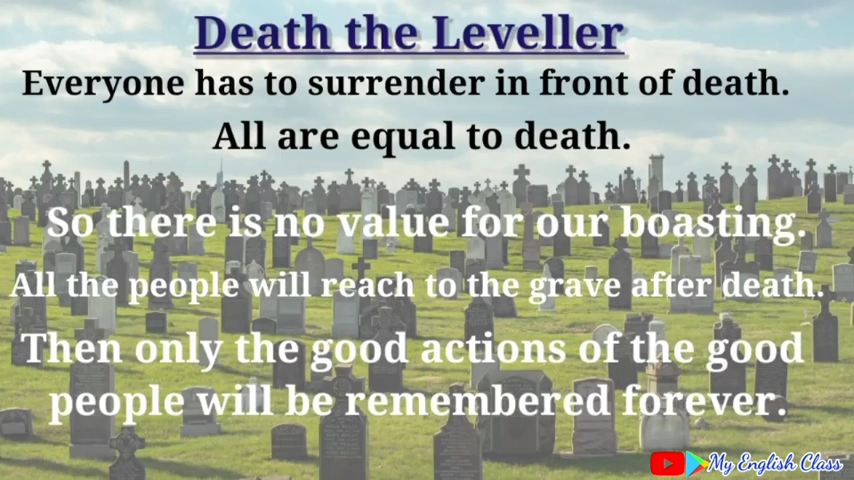 Death the Leveller
Everyone has to surrender in front of death.
All are equal to death.
So there is no value for our boasting.
All the people will reach to the grave after death.
Then only the good actions of the good
people will be remembered forever.
My English Class